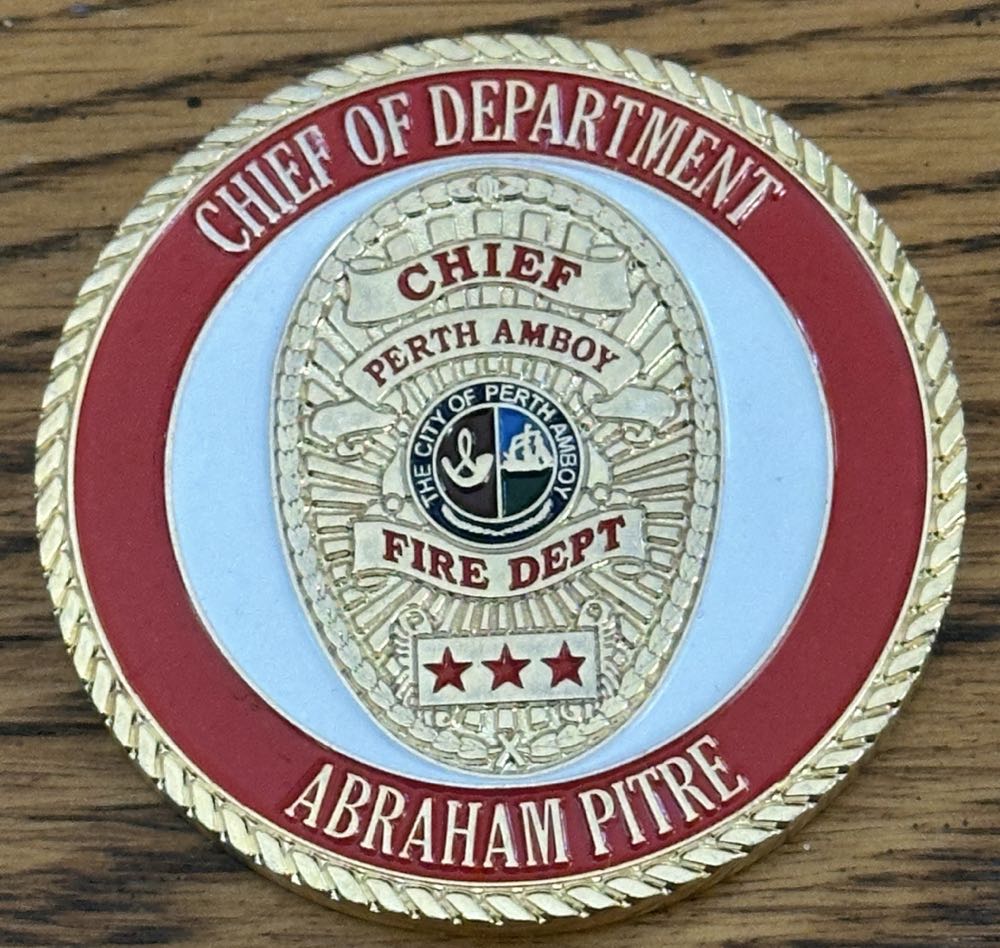 CHIEF OF DEPARTMENT
CHIEF
PERTH AMBOY
THE CITY OF PERTH AMBOY
FIRE DEPT
ABRAHAM PITRE